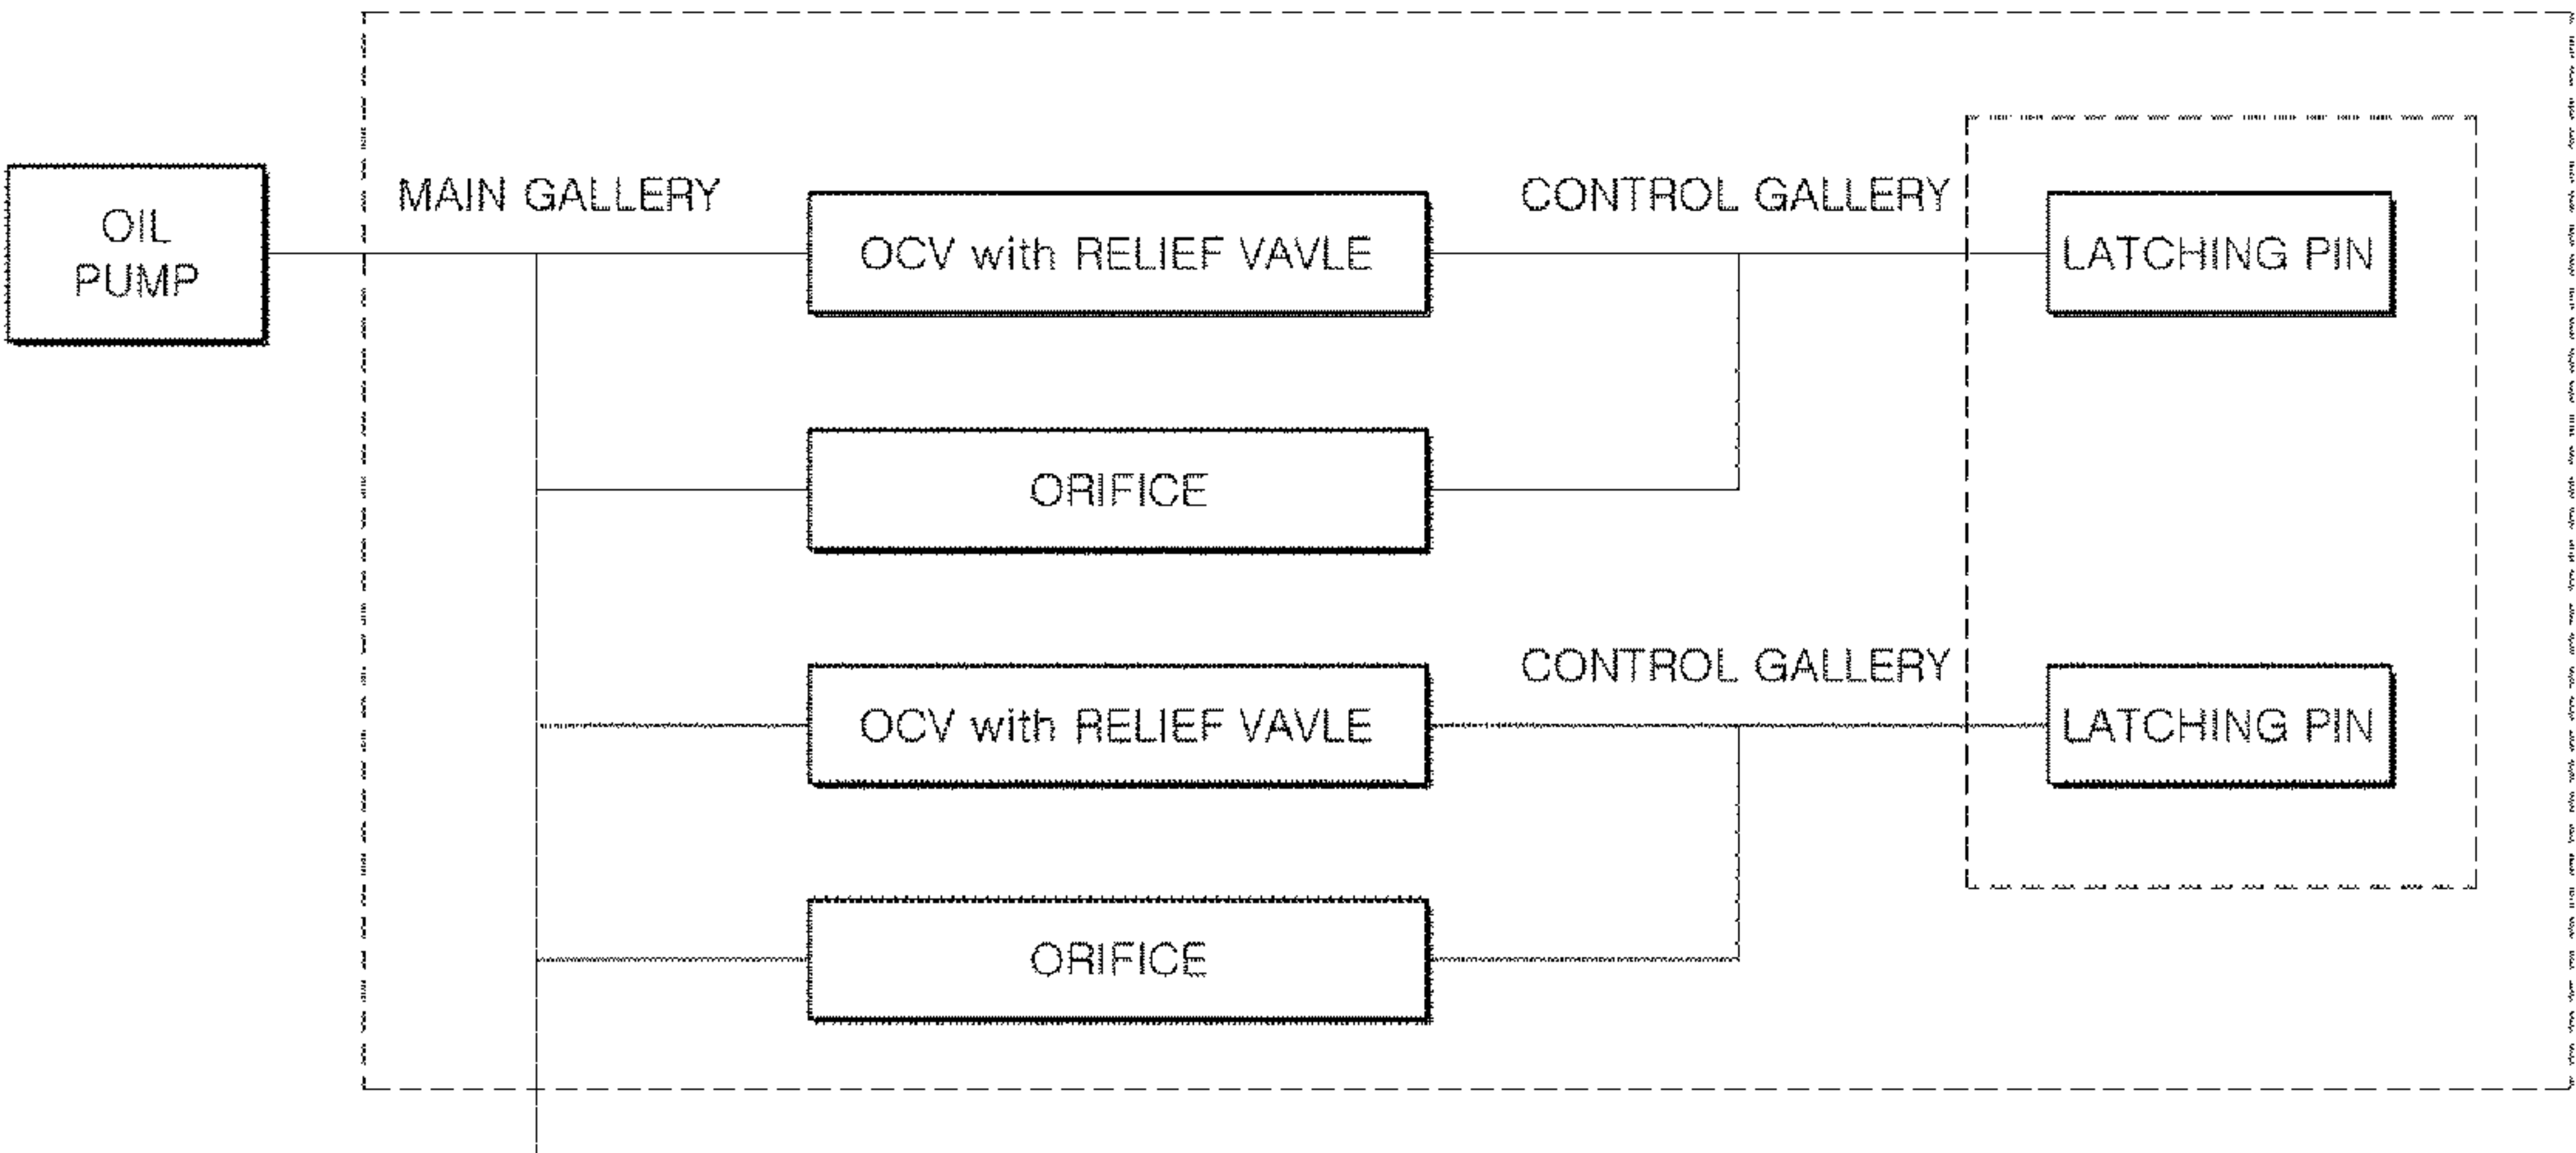 OIL
PUMP
MAIN GALLERY
OCV with RELIEF VAVLE
CONTROL GALLERY
LATCHING PIN
ORIFICE
OCV with RELIEF VAVLE
CONTROL GALLERY
LATCHING PIN
ORIFICE